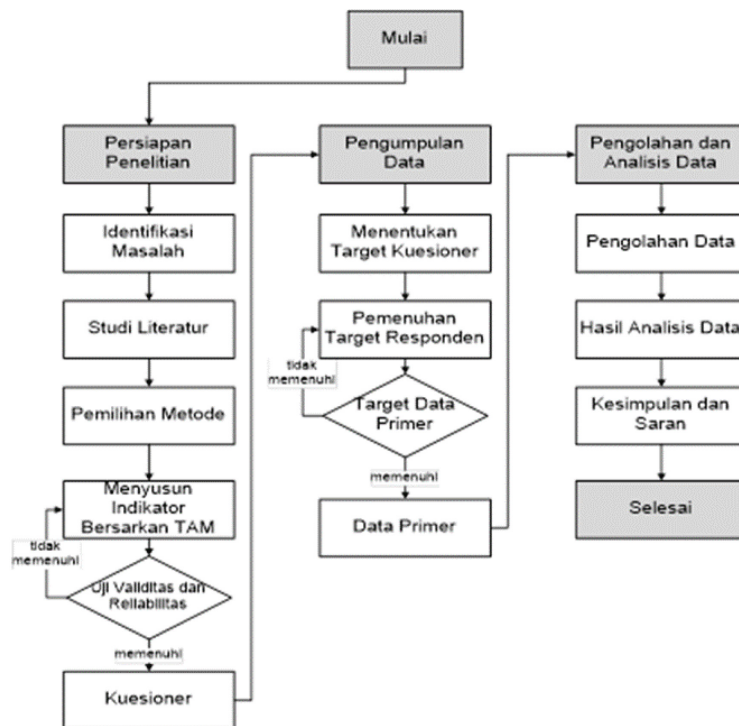 Mulai
Persiapan
Penelitian
Identifikasi
Masalah
Studi Literatur
Pemilihan Metode
Menyusun
Indikator
Bersarkan TAM
tidak
memenuhi
Uji Validitas dan
Reliabilitas
memenuhi
Kuesioner
Pengumpulan
Data
Menentukan
Target Kuesioner
Pemenuhan
Target Responden
tidak
memenuhi
Target Data
Primer
memenuhi
Data Primer
Pengolahan dan
Analisis Data
Pengolahan Data
Hasil Analisis Data
Kesimpulan dan
Saran
Selesai